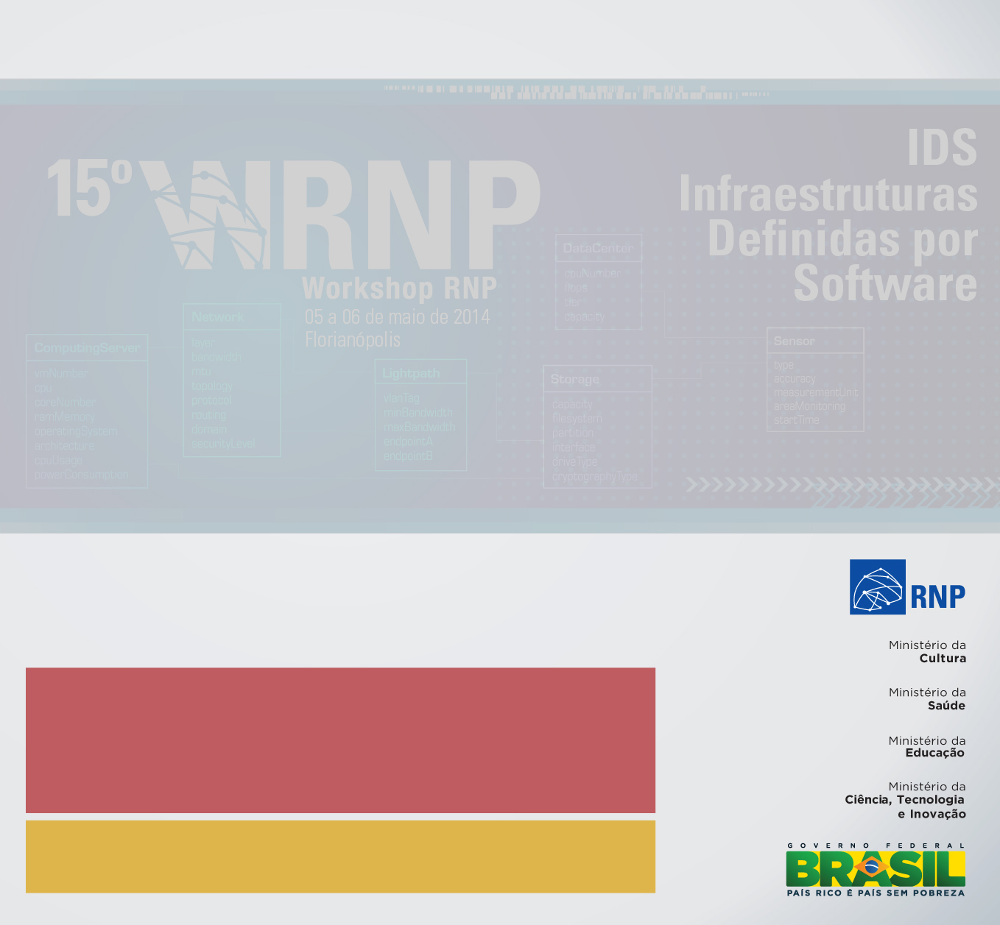 15º WRNP
Workshop RNP
05 a 06 de maio de 2014
Florianópolis
IDS
Infraestruturas
Definidas por
Software
ComputingServer
vmNumber
cpu
coreNumber
ramMemory
operatingSystem
architecture
cpuUsage
powerConsumption
Network
layer
bandwidth
mtu
topology
protocol
routing
domain
securityLevel
Lightpath
vlanTag
minBandwidth
maxBandwidth
endpointA
endpointB
DataCenter
cpuNumber
flops
tier
capacity
Storage
capacity
filesystem
partition
interface
driveType
cryptographyType
Sensor
type
accuracy
measurementUnit
areaMonitoring
startTime
RNP
Ministério da
Cultura
Ministério da
Saúde
Ministério da
Educação
Ministério da
Ciência, Tecnologia
e Inovação
GOVERNO FEDERAL
BRASIL
PAÍS RICO É PAÍS SEM POBREZA